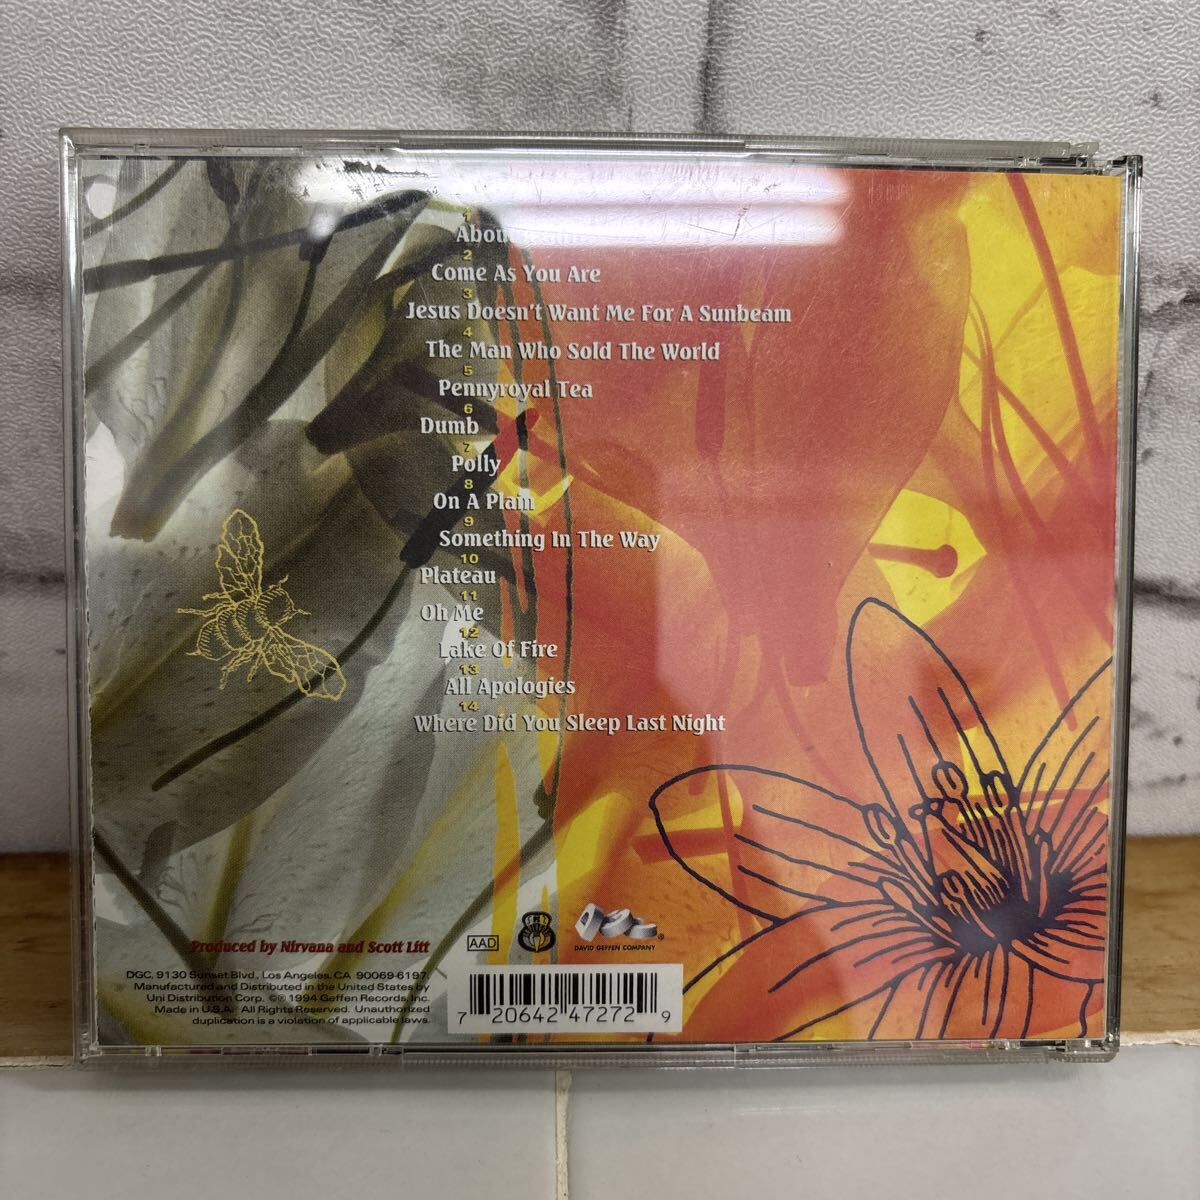 1
About
2
Come As You Are
3
Jesus Doesn't Want Me For A Sunbeam
4
The Man Who Sold The World
5
Pennyroyal Tea
6
Dumb
7
Polly
8
On A Plain
9
Something In The Way
10
Plateau
11
Oh Me
12
Lake Of Fire
13
All Apologies
14
Where Did You Sleep Last Night
Produced by Nirvana and Scott Litt
AAD
DAVID GEFFEN COMPANY ®
DGC, 9130 Sunset Blvd., Los Angeles, CA 90069-6197.
Manufactured and Distributed in the United States by
Uni Distribution Corp. ©℗ 1994 Geffen Records, Inc.
Made in U.S.A. All Rights Reserved. Unauthorized
duplication is a violation of applicable laws.
7 20642 47272 9